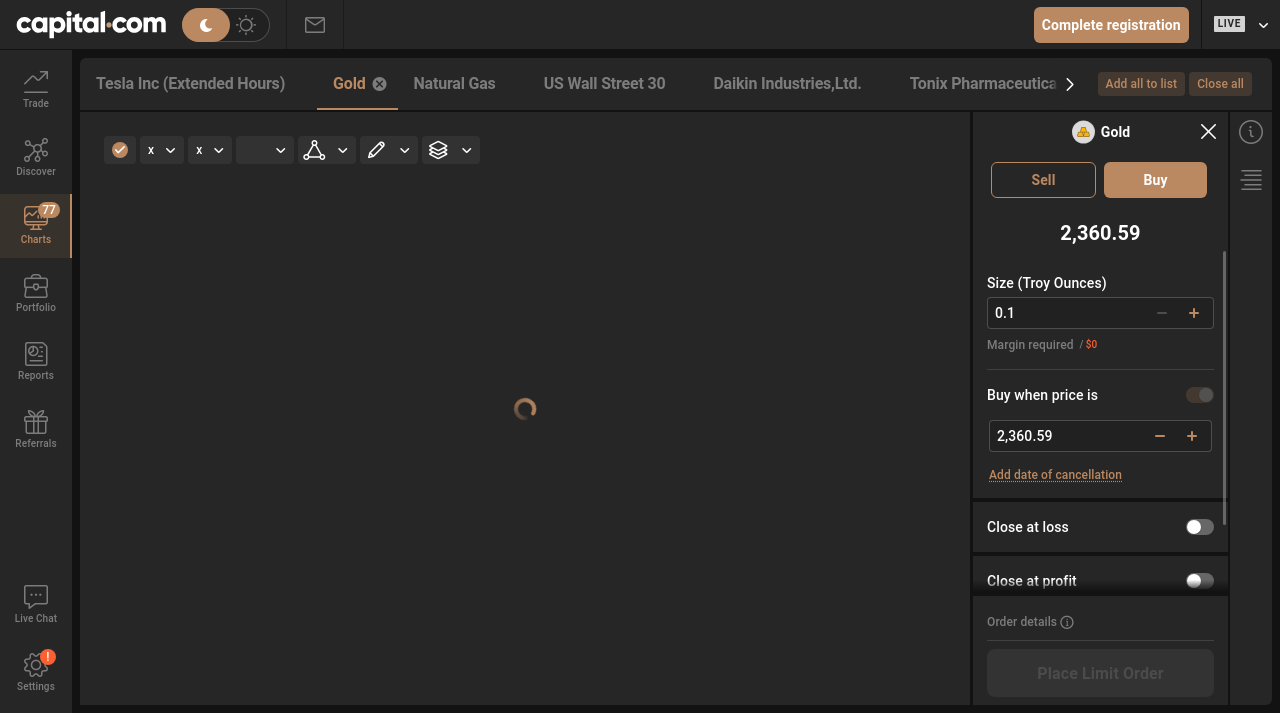 capital.com
Complete registration
LIVE
Trade
Discover
77
Charts
Portfolio
Reports
Referrals
Live Chat
!
Settings
Tesla Inc (Extended Hours)
Gold
Natural Gas
US Wall Street 30
Daikin Industries,Ltd.
Tonix Pharmaceutica
Add all to list
Close all
x
x
Gold
Sell
Buy
2,360.59
Size (Troy Ounces)
0.1
Margin required / $0
Buy when price is
2,360.59
Add date of cancellation
Close at loss
Close at profit
Order details
Place Limit Order